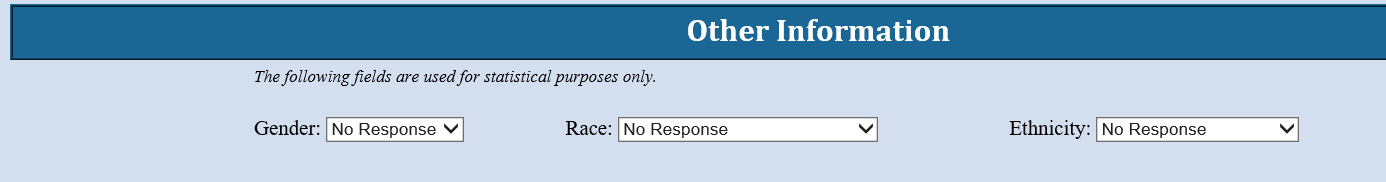 Other Information
The following fields are used for statistical purposes only.
Gender: No Response Race: No Response Ethnicity: No Response